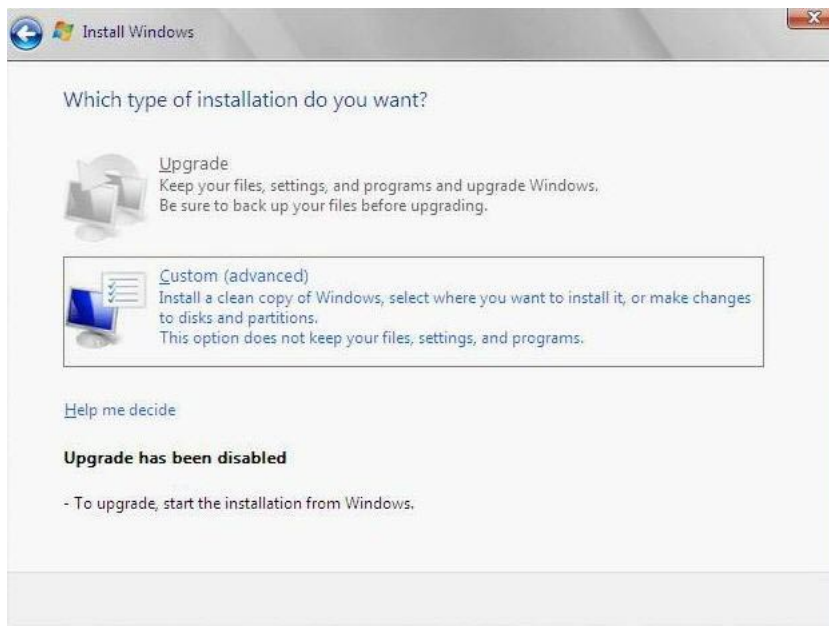 Install Windows
Which type of installation do you want?
Upgrade
Keep your files, settings, and programs and upgrade Windows.
Be sure to back up your files before upgrading.
Custom (advanced)
Install a clean copy of Windows, select where you want to install it, or make changes
to disks and partitions.
This option does not keep your files, settings, and programs.
Help me decide
Upgrade has been disabled
- To upgrade, start the installation from Windows.